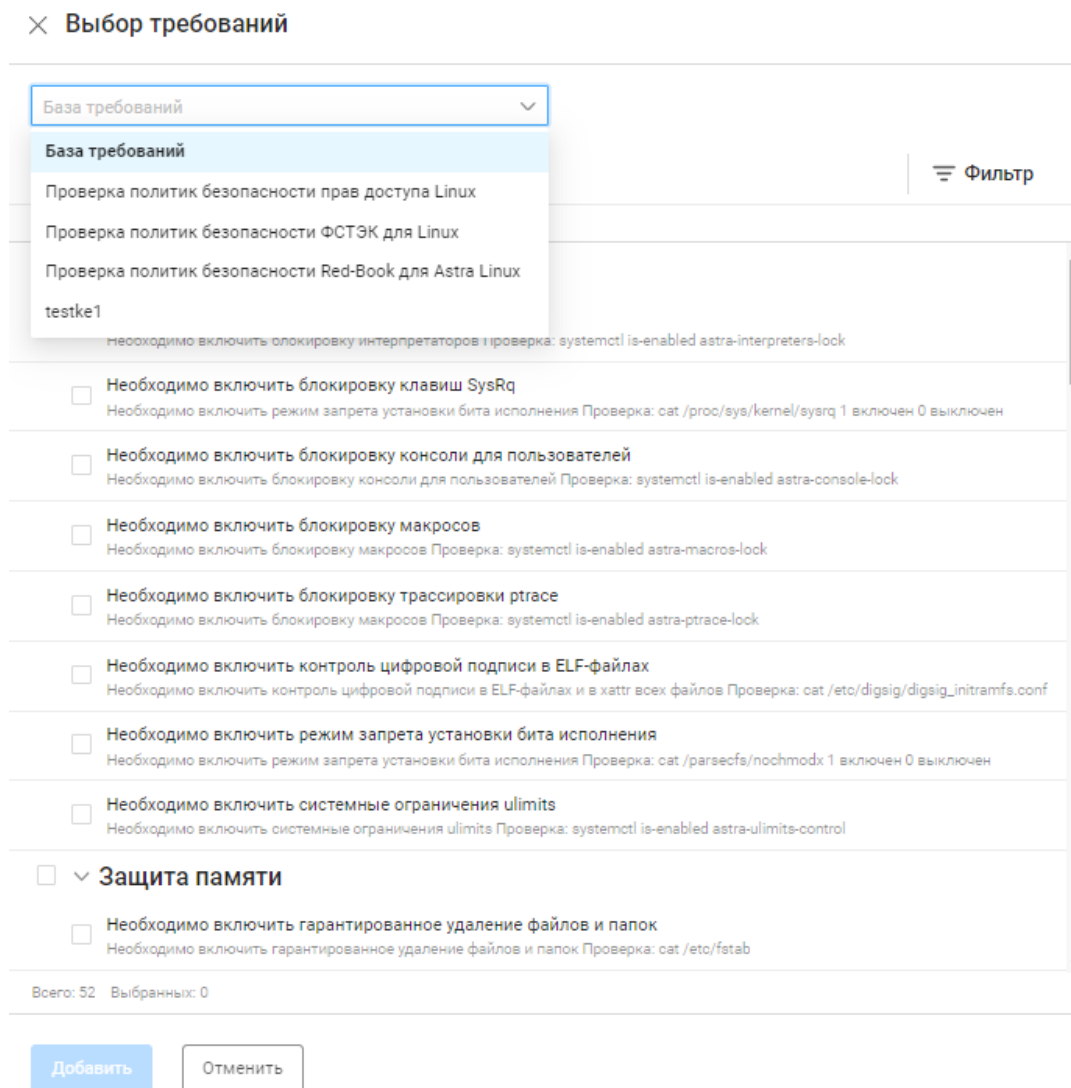 Выбор требований
База требований
База требований
Проверка политик безопасности прав доступа Linux
Фильтр
Проверка политик безопасности ФСТЭК для Linux
Проверка политик безопасности Red-Book для Astra Linux
testke1
Необходимо включить блокировку интерпретаторов Проверка: systemctl is-enabled astra-interpreters-lock
Необходимо включить блокировку клавиш SysRq
Необходимо включить режим запрета установки бита исполнения Проверка: cat /proc/sys/kernel/sysrq 1 включен 0 выключен
Необходимо включить блокировку консоли для пользователей
Необходимо включить блокировку консоли для пользователей Проверка: systemctl is-enabled astra-console-lock
Необходимо включить блокировку макросов
Необходимо включить блокировку макросов Проверка: systemctl is-enabled astra-macros-lock
Необходимо включить блокировку трассировки ptrace
Необходимо включить блокировку макросов Проверка: systemctl is-enabled astra-ptrace-lock
Необходимо включить контроль цифровой подписи в ELF-файлах
Необходимо включить контроль цифровой подписи в ELF-файлах и в xattr всех файлов Проверка: cat /etc/digsig/digsig_initramfs.conf
Необходимо включить режим запрета установки бита исполнения
Необходимо включить режим запрета установки бита исполнения Проверка: cat /parsecfs/nochmodx 1 включен 0 выключен
Необходимо включить системные ограничения ulimits
Необходимо включить системные ограничения ulimits Проверка: systemctl is-enabled astra-ulimits-control
Защита памяти
Необходимо включить гарантированное удаление файлов и папок
Необходимо включить гарантированное удаление файлов и папок Проверка: cat /etc/fstab
Всего: 52 Выбранных: 0
Добавить Отменить